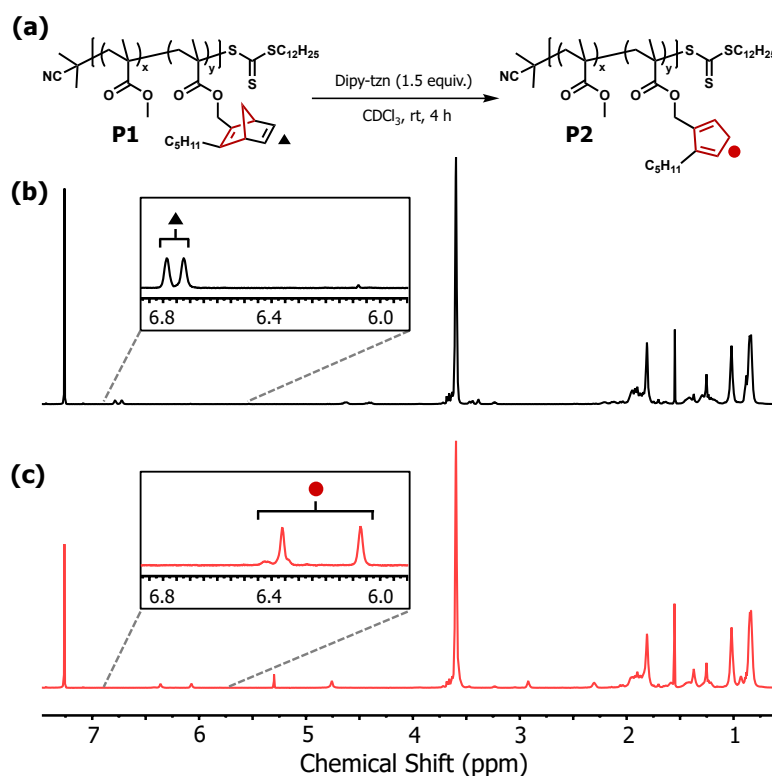 (a)
NC
x
O
O
y
O
O
S
S
SC₁₂H₂₅
C₅H₁₁
P1
Dipy-tzn (1.5 equiv.)
CDCl₃, rt, 4 h
NC
x
O
O
y
O
O
S
S
SC₁₂H₂₅
C₅H₁₁
P2
(b)
6.8 6.4 6.0
(c)
6.8 6.4 6.0
7 6 5 4 3 2 1
Chemical Shift (ppm)